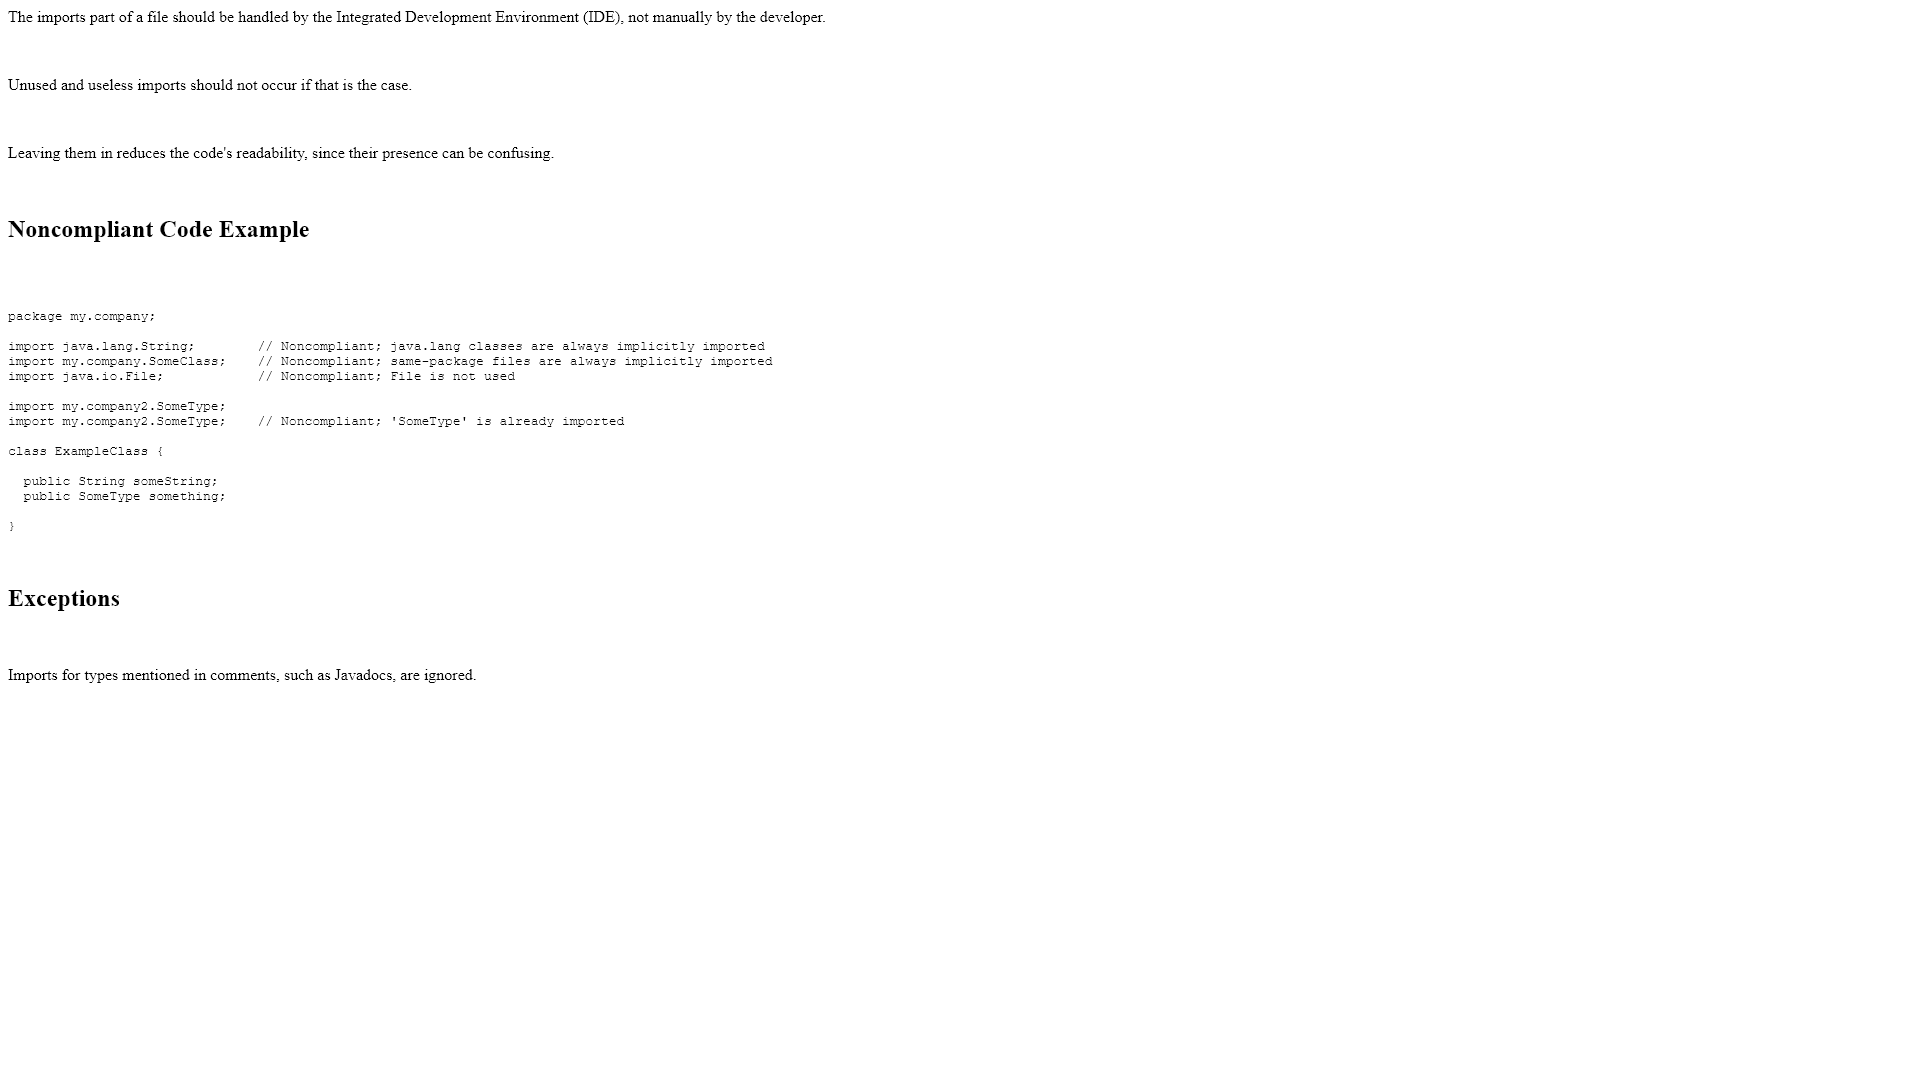 The imports part of a file should be handled by the Integrated Development Environment (IDE), not manually by the developer.
Unused and useless imports should not occur if that is the case.
Leaving them in reduces the code's readability, since their presence can be confusing.
Noncompliant Code Example
package my.company;
import java.lang.String;        // Noncompliant; java.lang classes are always implicitly imported
import my.company.SomeClass;    // Noncompliant; same-package files are always implicitly imported
import java.io.File;            // Noncompliant; File is not used
import my.company2.SomeType;
import my.company2.SomeType;    // Noncompliant; 'SomeType' is already imported
class ExampleClass {
  public String someString;
  public SomeType something;
}
Exceptions
Imports for types mentioned in comments, such as Javadocs, are ignored.